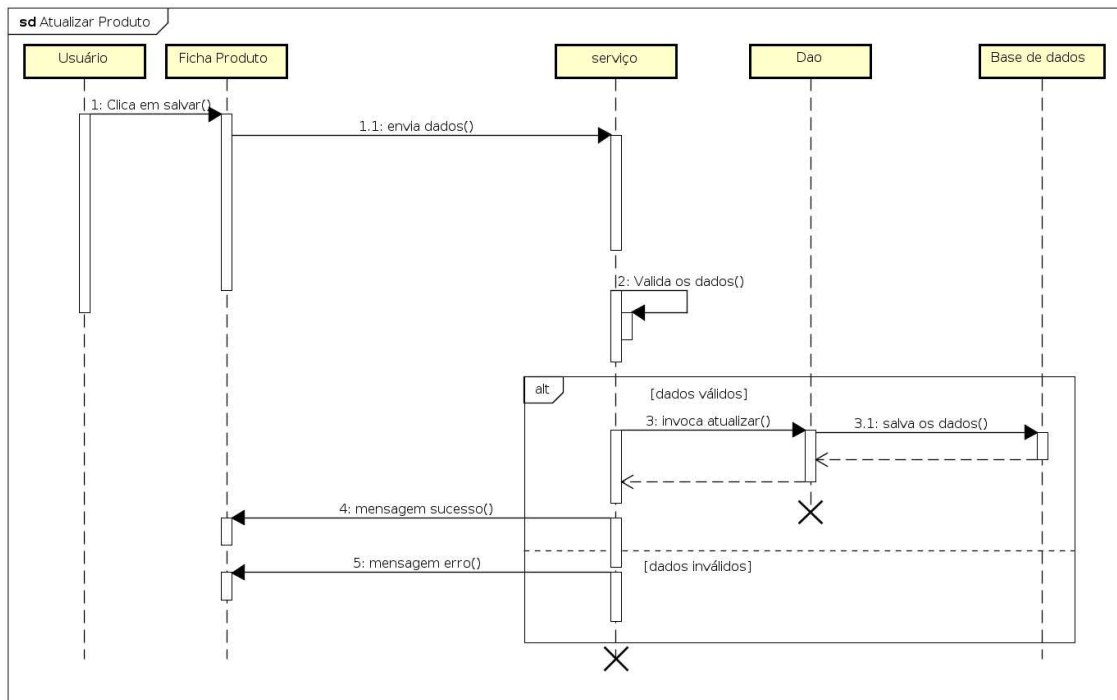 sd Atualizar Produto
Usuário
Ficha Produto
serviço
Dao
Base de dados
1: Clica em salvar()
1.1: envia dados()
2: Valida os dados()
alt
[dados válidos]
3: invoca atualizar()
3.1: salva os dados()
4: mensagem sucesso()
5: mensagem erro()
[dados inválidos]